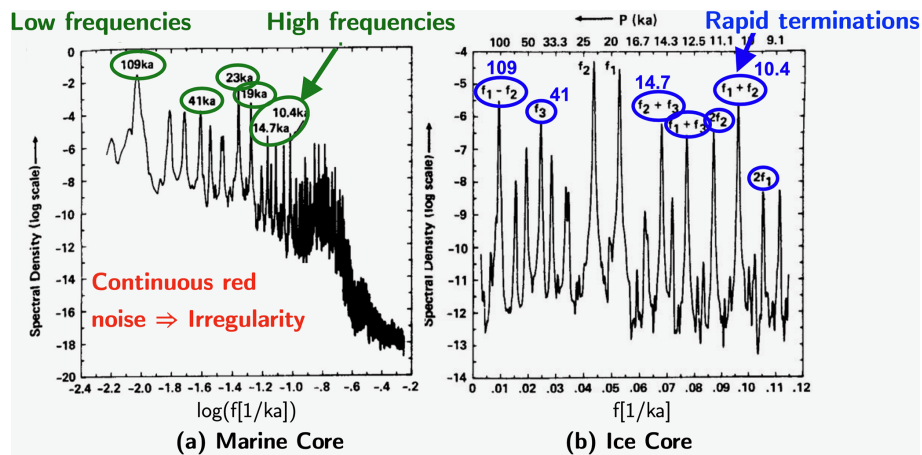 Low frequencies
High frequencies
0
-2
-4
-6
-8
-10
-12
-14
-16
-18
-20
Spectral Density (log scale)
109ka
41ka
23ka
19ka
10.4ka
14.7ka
Continuous red
noise ⇒ Irregularity
-2.4 -2.2 -2.0 -1.8 -1.6 -1.4 -1.2 -1.0 -.8 -.6 -.4 -.2
log(f[1/ka])
(a) Marine Core
P (ka)
Rapid terminations
100 50 33.3 25 20 16.7 14.3 12.5 11.1 10 9.1
-4
-5
-6
-7
-8
-9
-10
-11
-12
-13
-14
Spectral Density (log scale)
f₂ f₁
109
f₁ - f₂
41
f₃
14.7
f₂ + f₃
f₁ + f₃
2f₂
10.4
f₁ + f₂
2f₁
0 .01 .02 .03 .04 .05 .06 .07 .08 .09 .10 .11 .12
f[1/ka]
(b) Ice Core